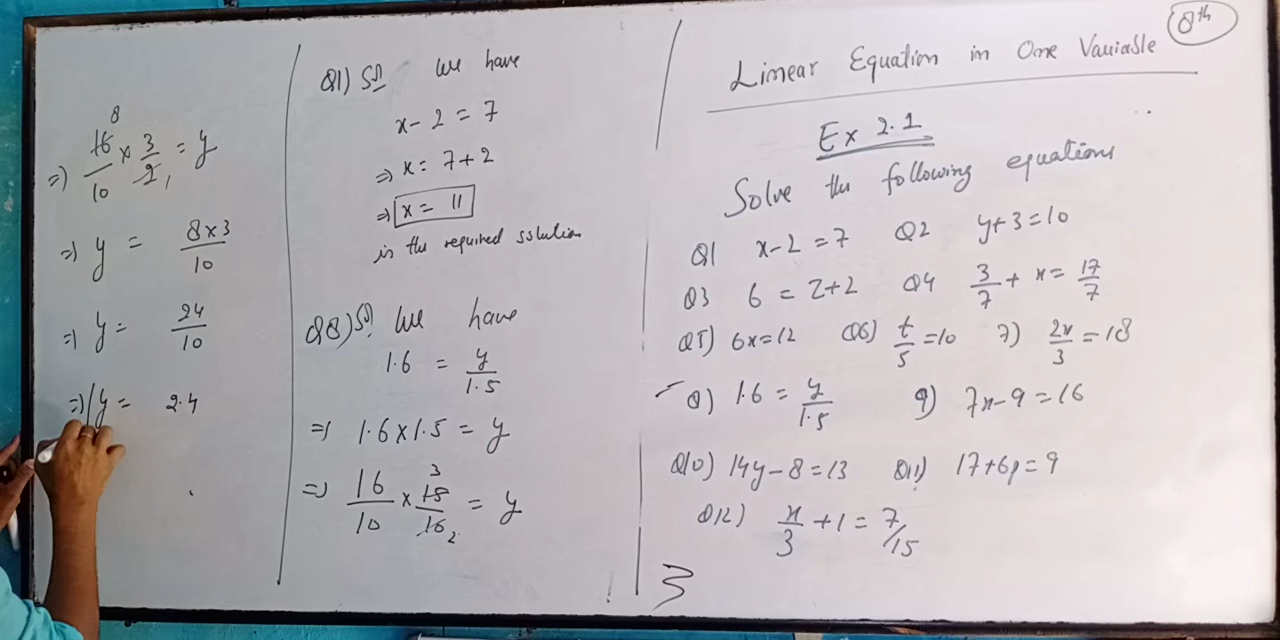 8th
Linear Equation in One Variable
Ex 2.1
Solve the following equations
Q1 x-2=7 Q2 y+3=10
Q3 6 = z+2 Q4 3/7 + x = 17/7
Q5) 6x=12 Q6) t/5 =10 7) 2x/3 =18
8) 1.6 = y/1.5 9) 7x-9=16
Q10) 14y-8=13 Q11) 17+6p=9
Q12) x/3 +1 = 7/15
Q1) Sol We have
x-2 = 7
⇒ x = 7+2
⇒ x = 11
is the required solution
Q8) Sol We have
1.6 = y/1.5
⇒ 1.6×1.5 = y
⇒ 16/10 × 15/10 = y
3
2
8
⇒ 16/10 × 3/2 = y
1
⇒ y = 8×3/10
⇒ y = 24/10
⇒ y = 2.4